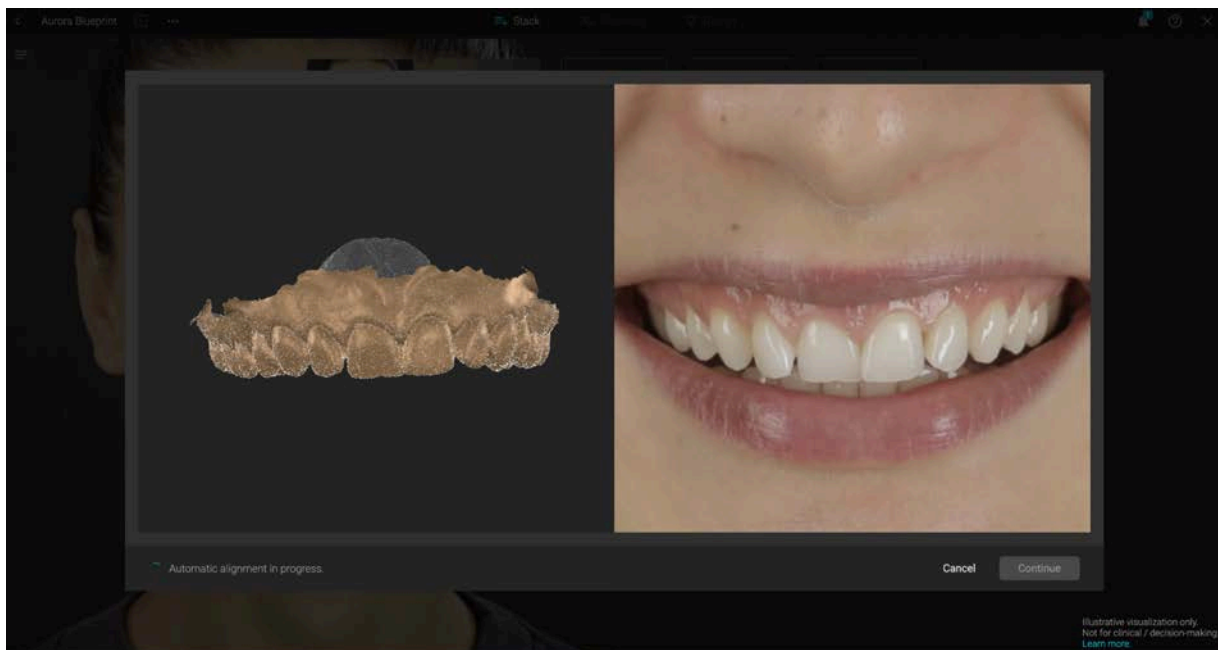 Aurora Blueprint
Stack
Automatic alignment in progress.
Cancel
Continue
Illustrative visualization only.
Not for clinical / decision-making
Learn more